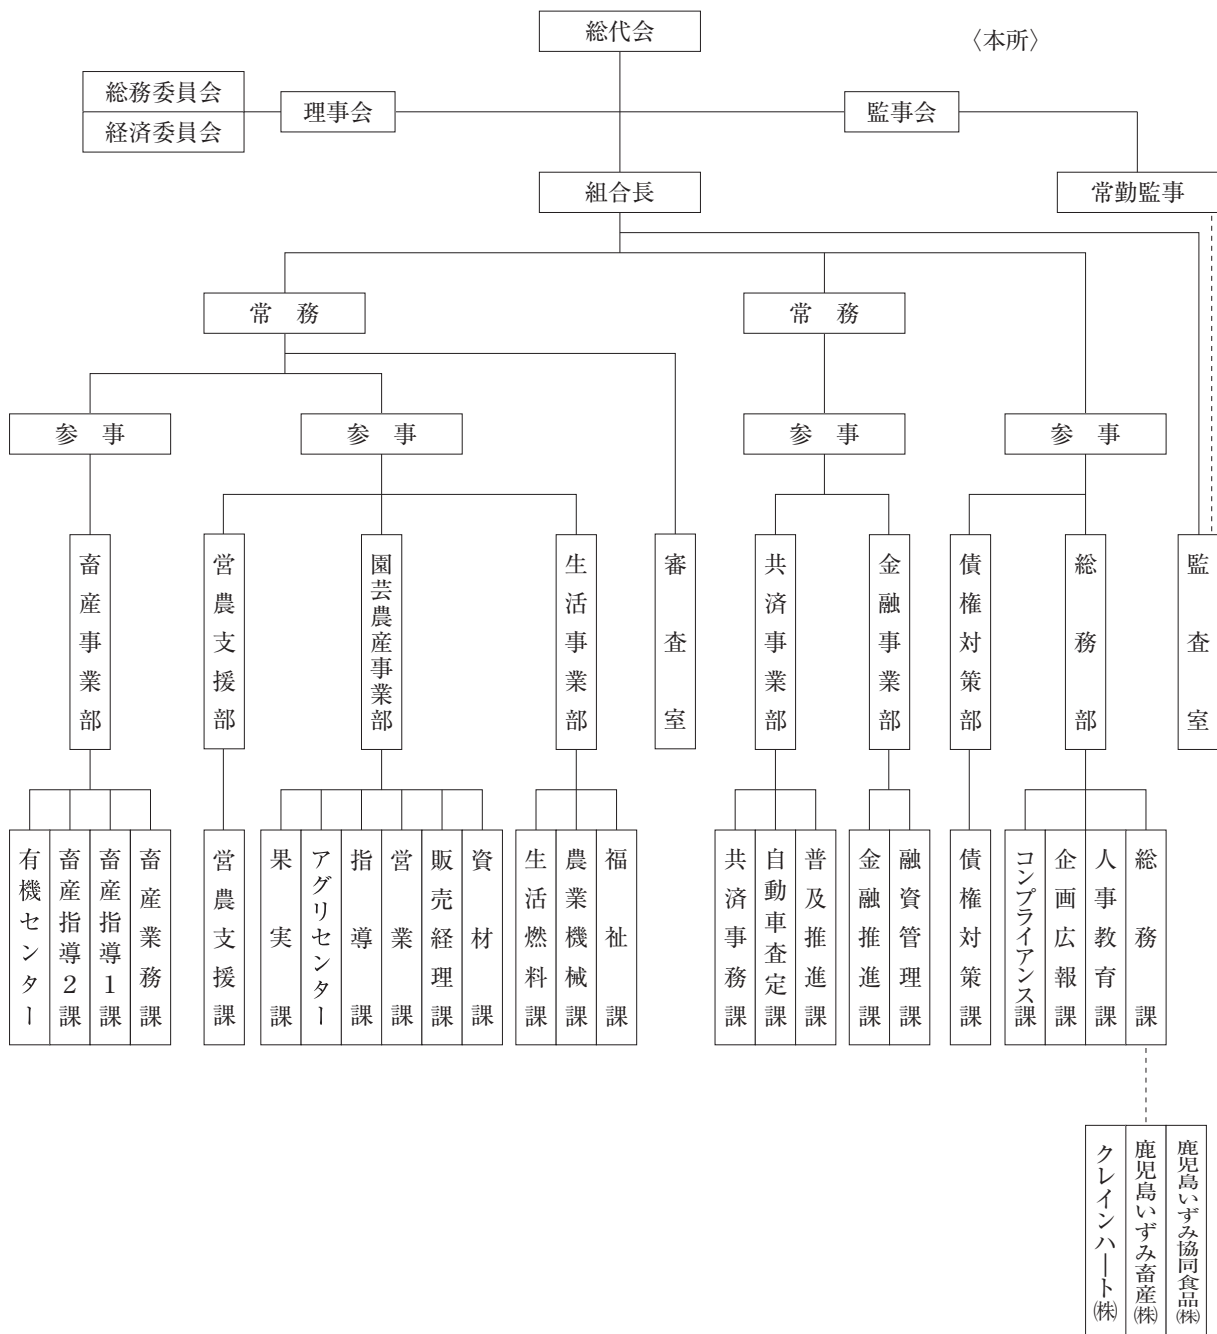 総代会
〈本所〉
総務委員会
経済委員会
理事会
監事会
組合長
常勤監事
常　務
常　務
参　事
参　事
参　事
参　事
畜産事業部
営農支援部
園芸農産事業部
生活事業部
審査室
共済事業部
金融事業部
債権対策部
総務部
監査室
有機センター
畜産指導2課
畜産指導1課
畜産業務課
営農支援課
果実課
アグリセンター
指導課
営業課
販売経理課
資材課
生活燃料課
農業機械課
福祉課
共済事務課
自動車査定課
普及推進課
金融推進課
融資管理課
債権対策課
コンプライアンス課
企画広報課
人事教育課
総務課
クレインハート㈱
鹿児島いずみ畜産㈱
鹿児島いずみ協同食品㈱